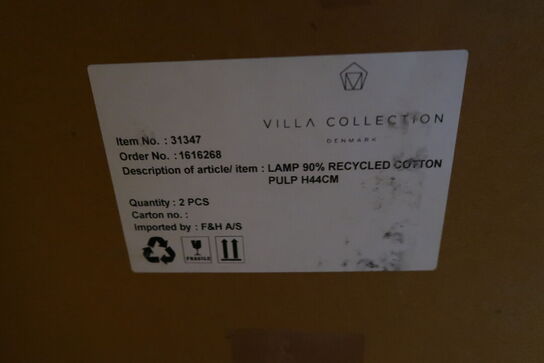 VILLA COLLECTION
DENMARK
Item No. : 31347
Order No. : 1616268
Description of article/ item : LAMP 90% RECYCLED COTTON
PULP H44CM
Quantity : 2 PCS
Carton no. :
Imported by : F&H A/S
FRAGILE